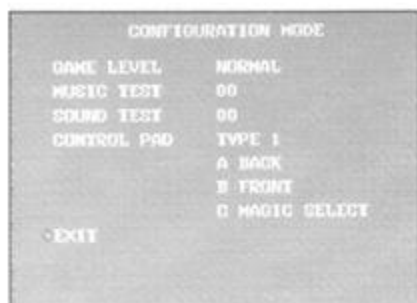 CONFIGURATION MODE
GAME LEVEL NORMAL
MUSIC TEST 00
SOUND TEST 00
CONTROL PAD TYPE 1
A BACK
B FRONT
C MAGIC SELECT
EXIT